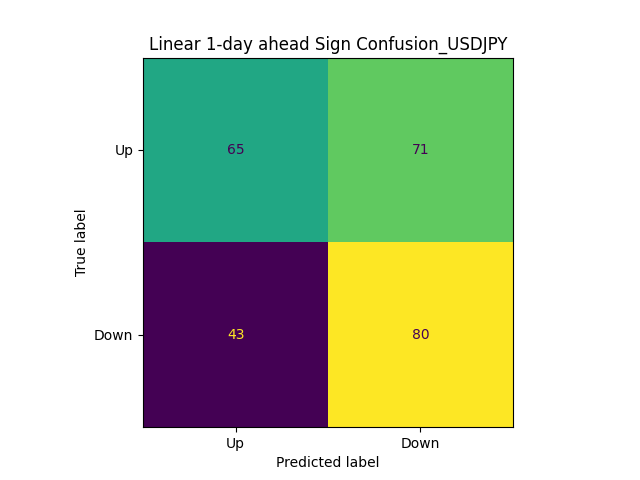 Linear 1-day ahead Sign Confusion_USDJPY
True label
Up
65
71
Down
43
80
Up
Down
Predicted label